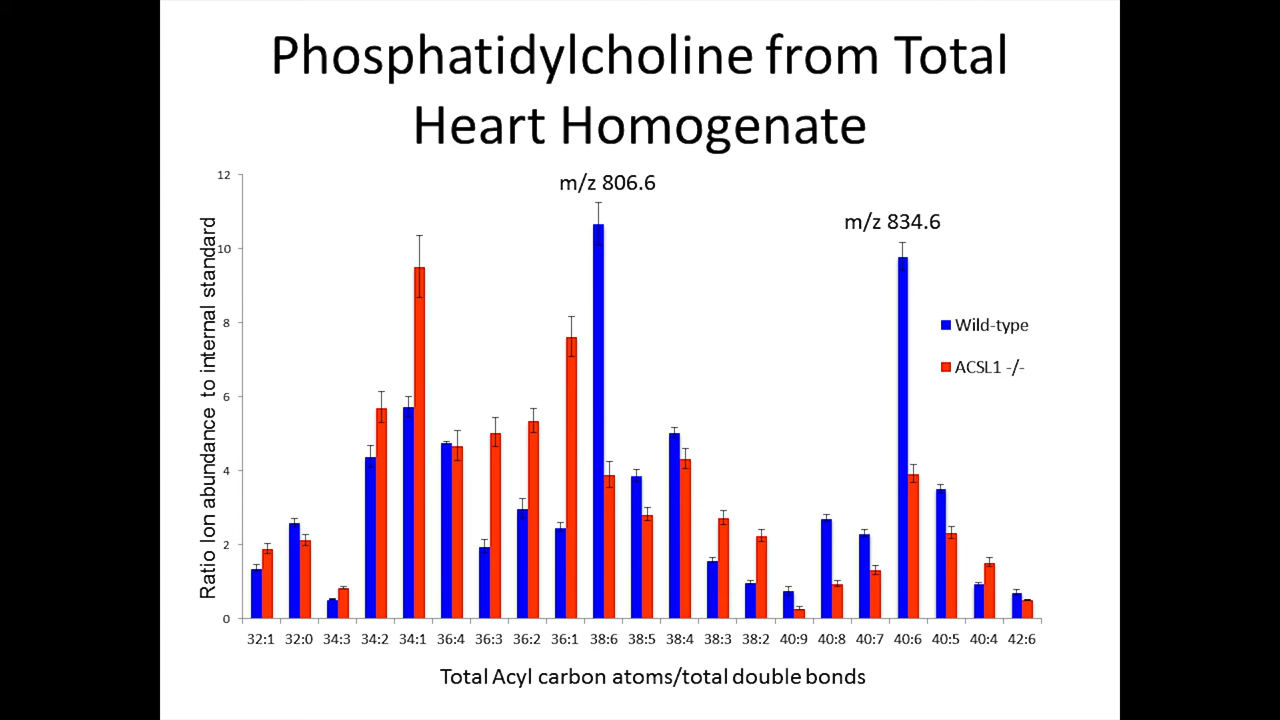 Phosphatidylcholine from Total
Heart Homogenate
m/z 806.6
m/z 834.6
Ratio Ion abundance to internal standard
12
10
8
6
4
2
0
Wild-type
ACSL1 -/-
32:1 32:0 34:3 34:2 34:1 36:4 36:3 36:2 36:1 38:6 38:5 38:4 38:3 38:2 40:9 40:8 40:7 40:6 40:5 40:4 42:6
Total Acyl carbon atoms/total double bonds